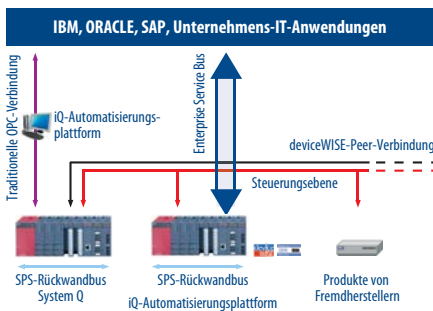 IBM, ORACLE, SAP, Unternehmens-IT-Anwendungen
Traditionelle OPC-Verbindung
iQ-Automatisierungs-
plattform
Enterprise Service Bus
deviceWISE-Peer-Verbindung
Steuerungsebene
SPS-Rückwandbus
System Q
SPS-Rückwandbus
iQ-Automatisierungsplattform
Produkte von
Fremdherstellern